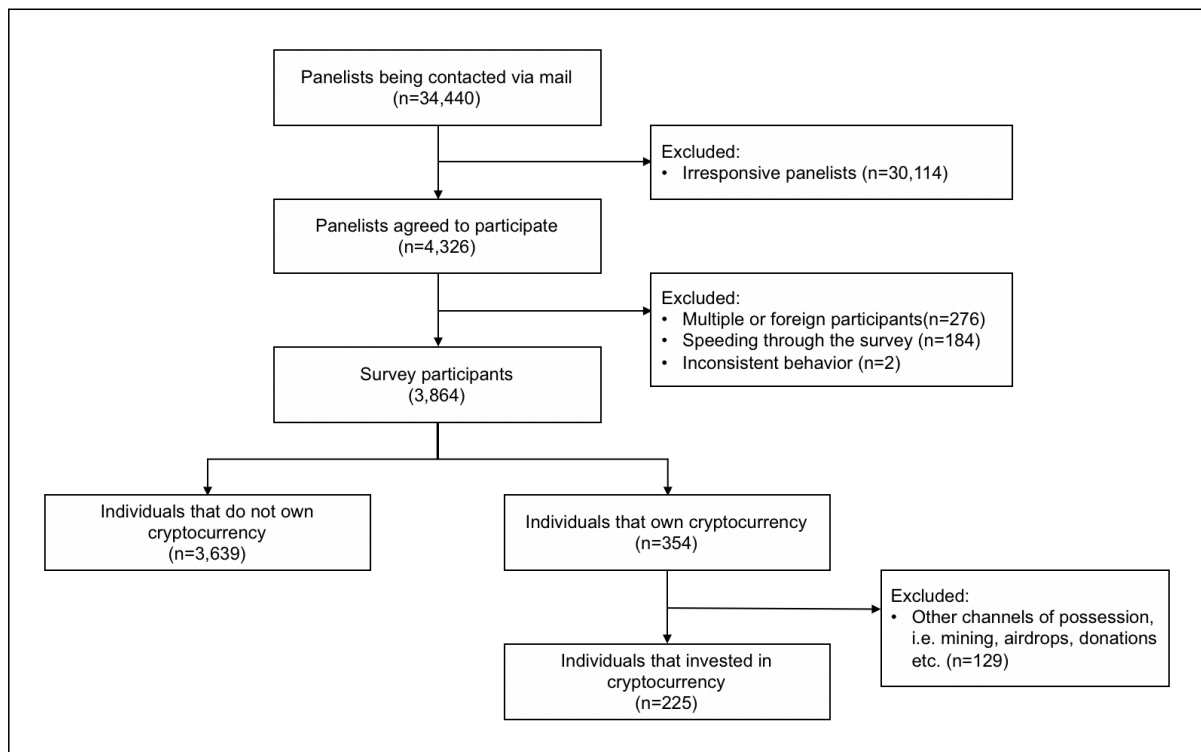 Panelists being contacted via mail
(n=34,440)
Excluded:
• Irresponsive panelists (n=30,114)
Panelists agreed to participate
(n=4,326)
Excluded:
• Multiple or foreign participants(n=276)
• Speeding through the survey (n=184)
• Inconsistent behavior (n=2)
Survey participants
(3,864)
Individuals that do not own
cryptocurrency
(n=3,639)
Individuals that own cryptocurrency
(n=354)
Excluded:
• Other channels of possession,
i.e. mining, airdrops, donations
etc. (n=129)
Individuals that invested in
cryptocurrency
(n=225)